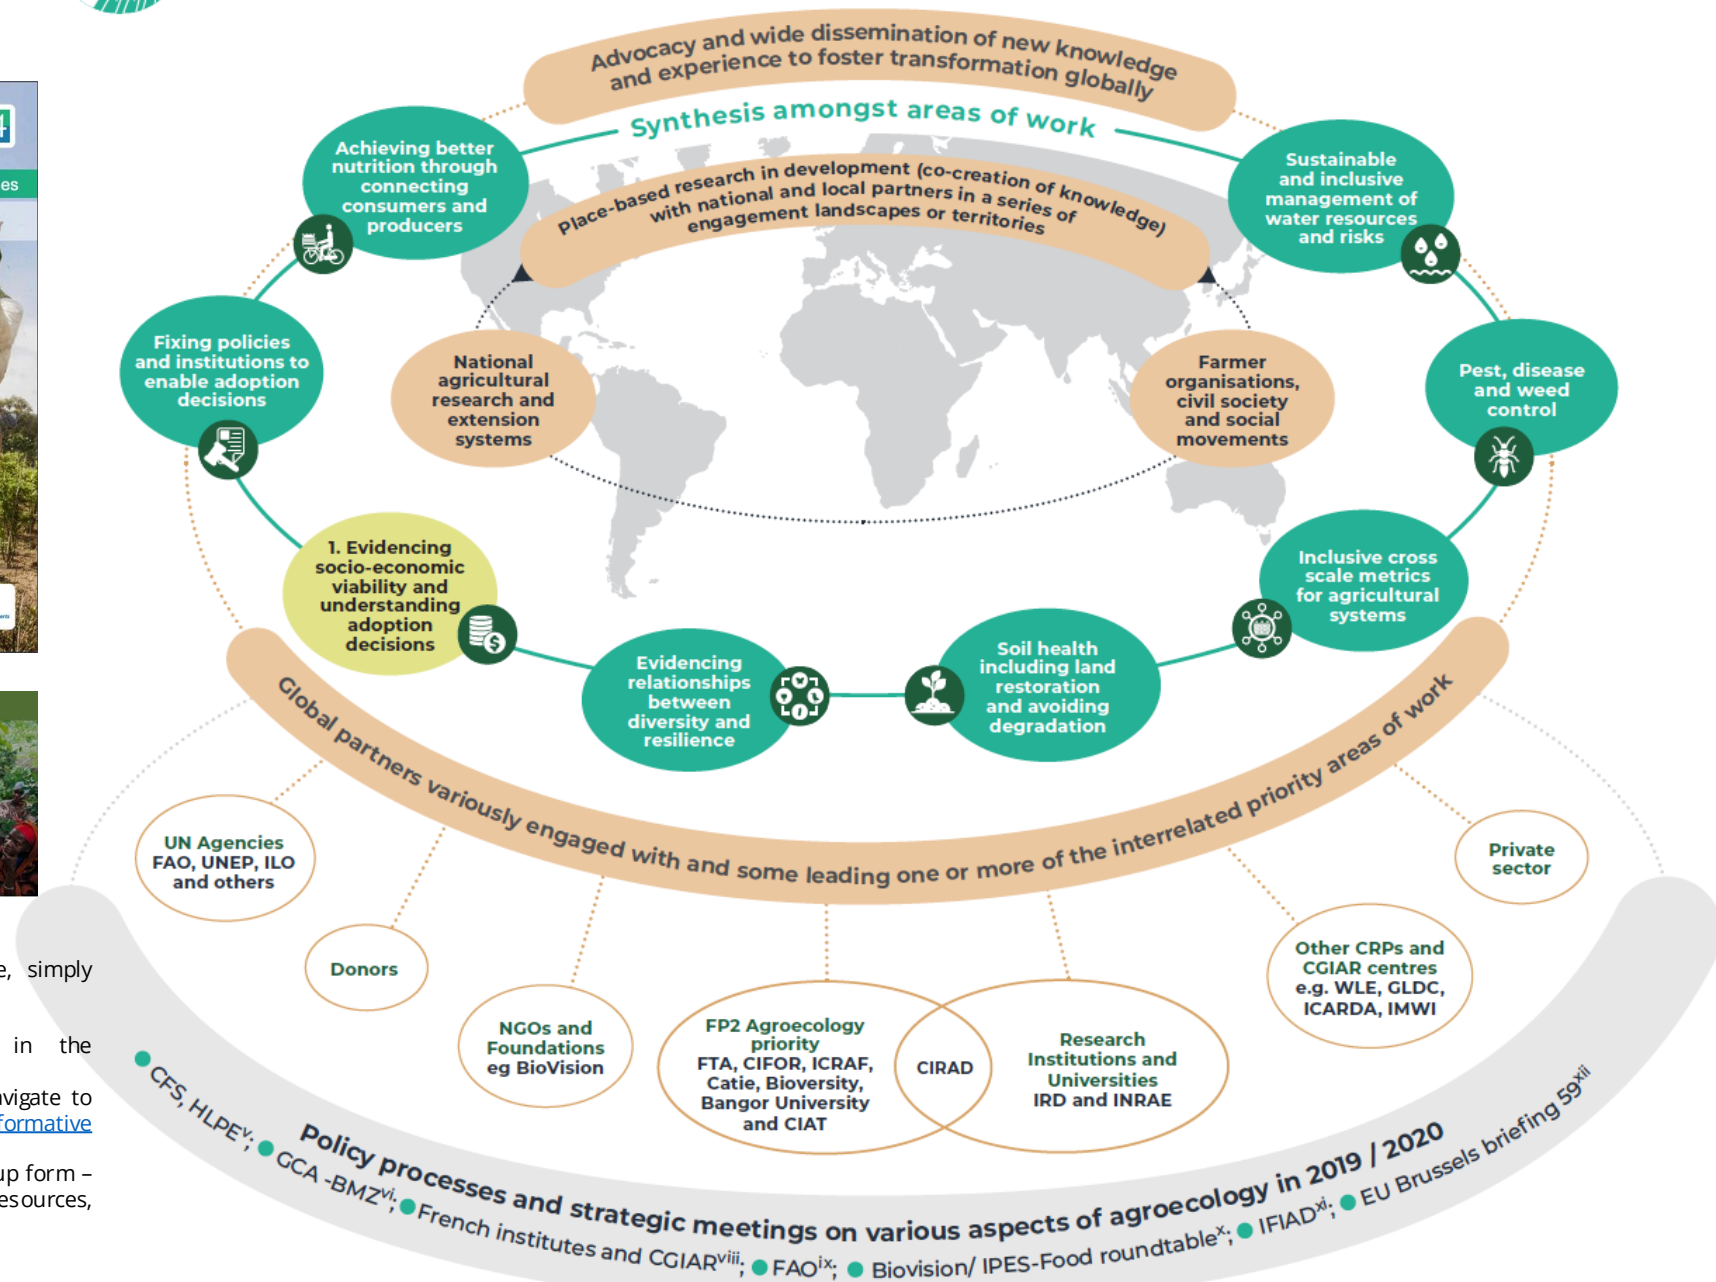 Advocacy and wide dissemination of new knowledge
and experience to foster transformation globally
Synthesis amongst areas of work
Place-based research in development (co-creation of knowledge)
with national and local partners in a series of
engagement landscapes or territories
Achieving better
nutrition through
connecting
consumers and
producers
Sustainable
and inclusive
management of
water resources
and risks
4
es
Fixing policies
and institutions to
enable adoption
decisions
National
agricultural
research and
extension
systems
Farmer
organisations,
civil society
and social
movements
Pest, disease
and weed
control
1. Evidencing
socio-economic
viability and
understanding
adoption
decisions
$
Evidencing
relationships
between
diversity and
resilience
Soil health
including land
restoration
and avoiding
degradation
Inclusive cross
scale metrics
for agricultural
systems
Global partners variously engaged with and some leading one or more of the interrelated priority areas of work
UN Agencies
FAO, UNEP, ILO
and others
Donors
NGOs and
Foundations
eg BioVision
FP2 Agroecology
priority
FTA, CIFOR, ICRAF,
Catie, Bioversity,
Bangor University
and CIAT
CIRAD
Research
Institutions and
Universities
IRD and INRAE
Other CRPs and
CGIAR centres
e.g. WLE, GLDC,
ICARDA, IMWI
Private
sector
e, simply
in the
avigate to
formative
up form –
esources,
Policy processes and strategic meetings on various aspects of agroecology in 2019 / 2020
● CFS, HLPEᵛ; ● GCA -BMZᵛⁱ; ● French institutes and CGIARᵛⁱⁱⁱ; ● FAOⁱˣ; ● Biovision/ IPES-Food roundtableˣ; ● IFIADˣⁱ; ● EU Brussels briefing 59ˣⁱⁱ